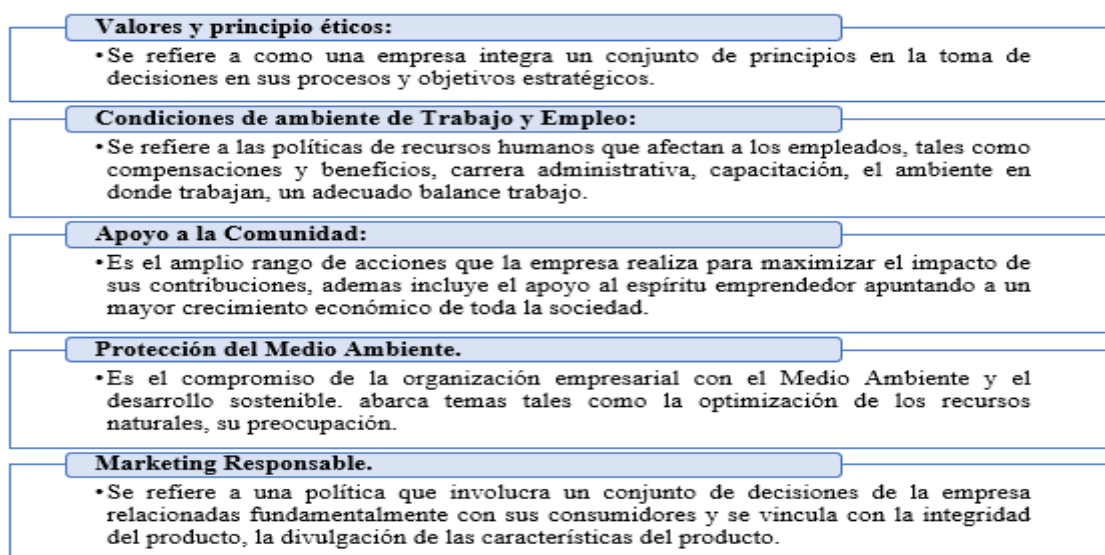 Valores y principio éticos:
•Se refiere a como una empresa integra un conjunto de principios en la toma de
decisiones en sus procesos y objetivos estratégicos.
Condiciones de ambiente de Trabajo y Empleo:
•Se refiere a las políticas de recursos humanos que afectan a los empleados, tales como
compensaciones y beneficios, carrera administrativa, capacitación, el ambiente en
donde trabajan, un adecuado balance trabajo.
Apoyo a la Comunidad:
•Es el amplio rango de acciones que la empresa realiza para maximizar el impacto de
sus contribuciones, ademas incluye el apoyo al espíritu emprendedor apuntando a un
mayor crecimiento económico de toda la sociedad.
Protección del Medio Ambiente.
•Es el compromiso de la organización empresarial con el Medio Ambiente y el
desarrollo sostenible. abarca temas tales como la optimización de los recursos
naturales, su preocupación.
Marketing Responsable.
•Se refiere a una política que involucra un conjunto de decisiones de la empresa
relacionadas fundamentalmente con sus consumidores y se vincula con la integridad
del producto, la divulgación de las características del producto.